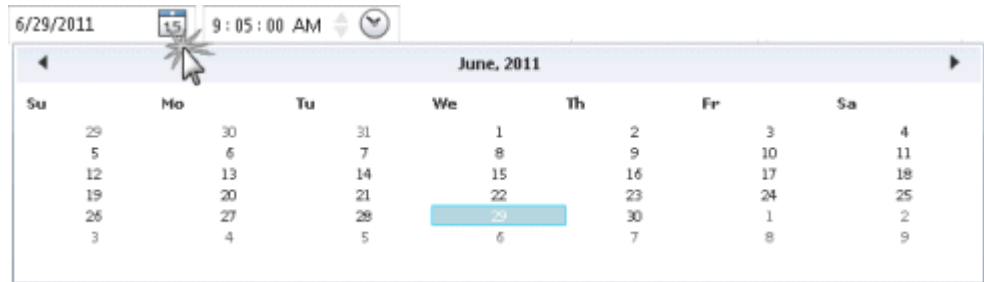 6/29/2011 15 9:05:00 AM
June, 2011
Su Mo Tu We Th Fr Sa
29 30 31 1 2 3 4
5 6 7 8 9 10 11
12 13 14 15 16 17 18
19 20 21 22 23 24 25
26 27 28 29 30 1 2
3 4 5 6 7 8 9